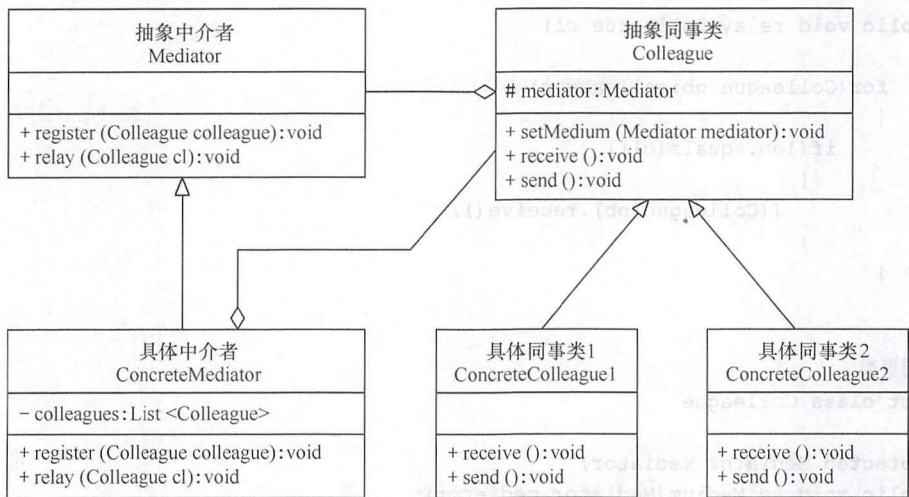 抽象中介者
Mediator
+ register (Colleague colleague): void
+ relay (Colleague cl): void
抽象同事类
Colleague
# mediator: Mediator
+ setMedium (Mediator mediator): void
+ receive (): void
+ send (): void
具体中介者
ConcreteMediator
− colleagues: List <Colleague>
+ register (Colleague colleague): void
+ relay (Colleague cl): void
具体同事类1
ConcreteColleague1
+ receive (): void
+ send (): void
具体同事类2
ConcreteColleague2
+ receive (): void
+ send (): void